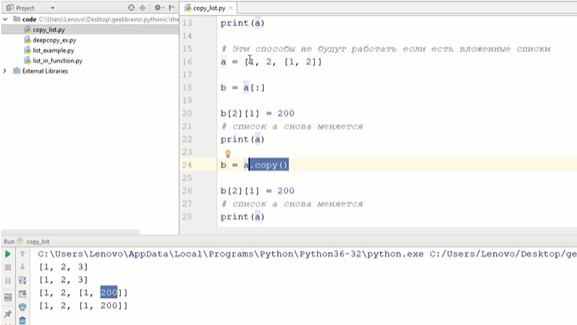 Project
copy_list.py
code C:\Users\Lenovo\Desktop\geekbrains\pythonic\the
copy_list.py
deepcopy_ex.py
list_example.py
list_in_function.py
External Libraries
13 print(a)
14
15 # Эти способы не будут работать если есть вложенные списки
16 a = [1, 2, [1, 2]]
17
18 b = a[:]
19
20 b[2][1] = 200
21 # список а снова меняется
22 print(a)
23
24 b = a.copy()
25
26 b[2][1] = 200
27 # список а снова меняется
28 print(a)
Run copy_list
C:\Users\Lenovo\AppData\Local\Programs\Python\Python36-32\python.exe C:/Users/Lenovo/Desktop/ge
[1, 2, 3]
[1, 2, 3]
[1, 2, [1, 200]]
[1, 2, [1, 200]]